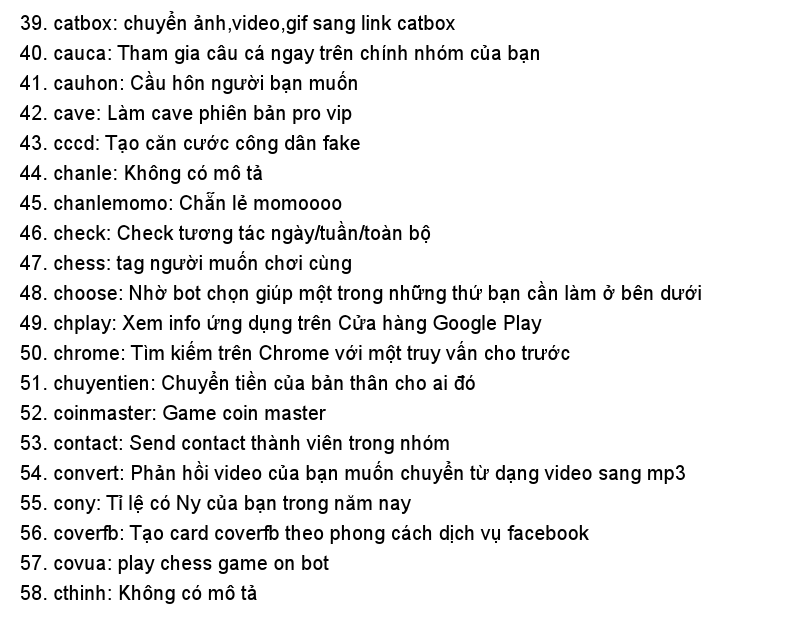 39. catbox: chuyển ảnh,video,gif sang link catbox
40. cauca: Tham gia câu cá ngay trên chính nhóm của bạn
41. cauhon: Cầu hôn người bạn muốn
42. cave: Làm cave phiên bản pro vip
43. cccd: Tạo căn cước công dân fake
44. chanle: Không có mô tả
45. chanlemomo: Chẵn lẻ momoooo
46. check: Check tương tác ngày/tuần/toàn bộ
47. chess: tag người muốn chơi cùng
48. choose: Nhờ bot chọn giúp một trong những thứ bạn cần làm ở bên dưới
49. chplay: Xem info ứng dụng trên Cửa hàng Google Play
50. chrome: Tìm kiếm trên Chrome với một truy vấn cho trước
51. chuyentien: Chuyển tiền của bản thân cho ai đó
52. coinmaster: Game coin master
53. contact: Send contact thành viên trong nhóm
54. convert: Phản hồi video của bạn muốn chuyển từ dạng video sang mp3
55. cony: Tỉ lệ có Ny của bạn trong năm nay
56. coverfb: Tạo card coverfb theo phong cách dịch vụ facebook
57. covua: play chess game on bot
58. cthinh: Không có mô tả